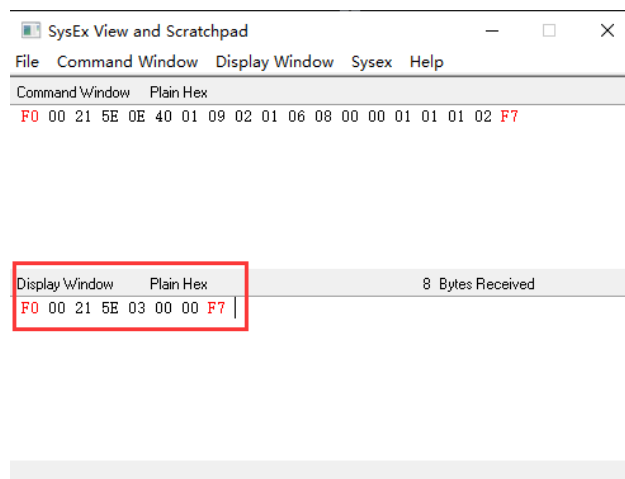 SysEx View and Scratchpad
File Command Window Display Window Sysex Help
Command Window Plain Hex
F0 00 21 5E 0E 40 01 09 02 01 06 08 00 00 01 01 01 02 F7
Display Window Plain Hex 8 Bytes Received
F0 00 21 5E 03 00 00 F7